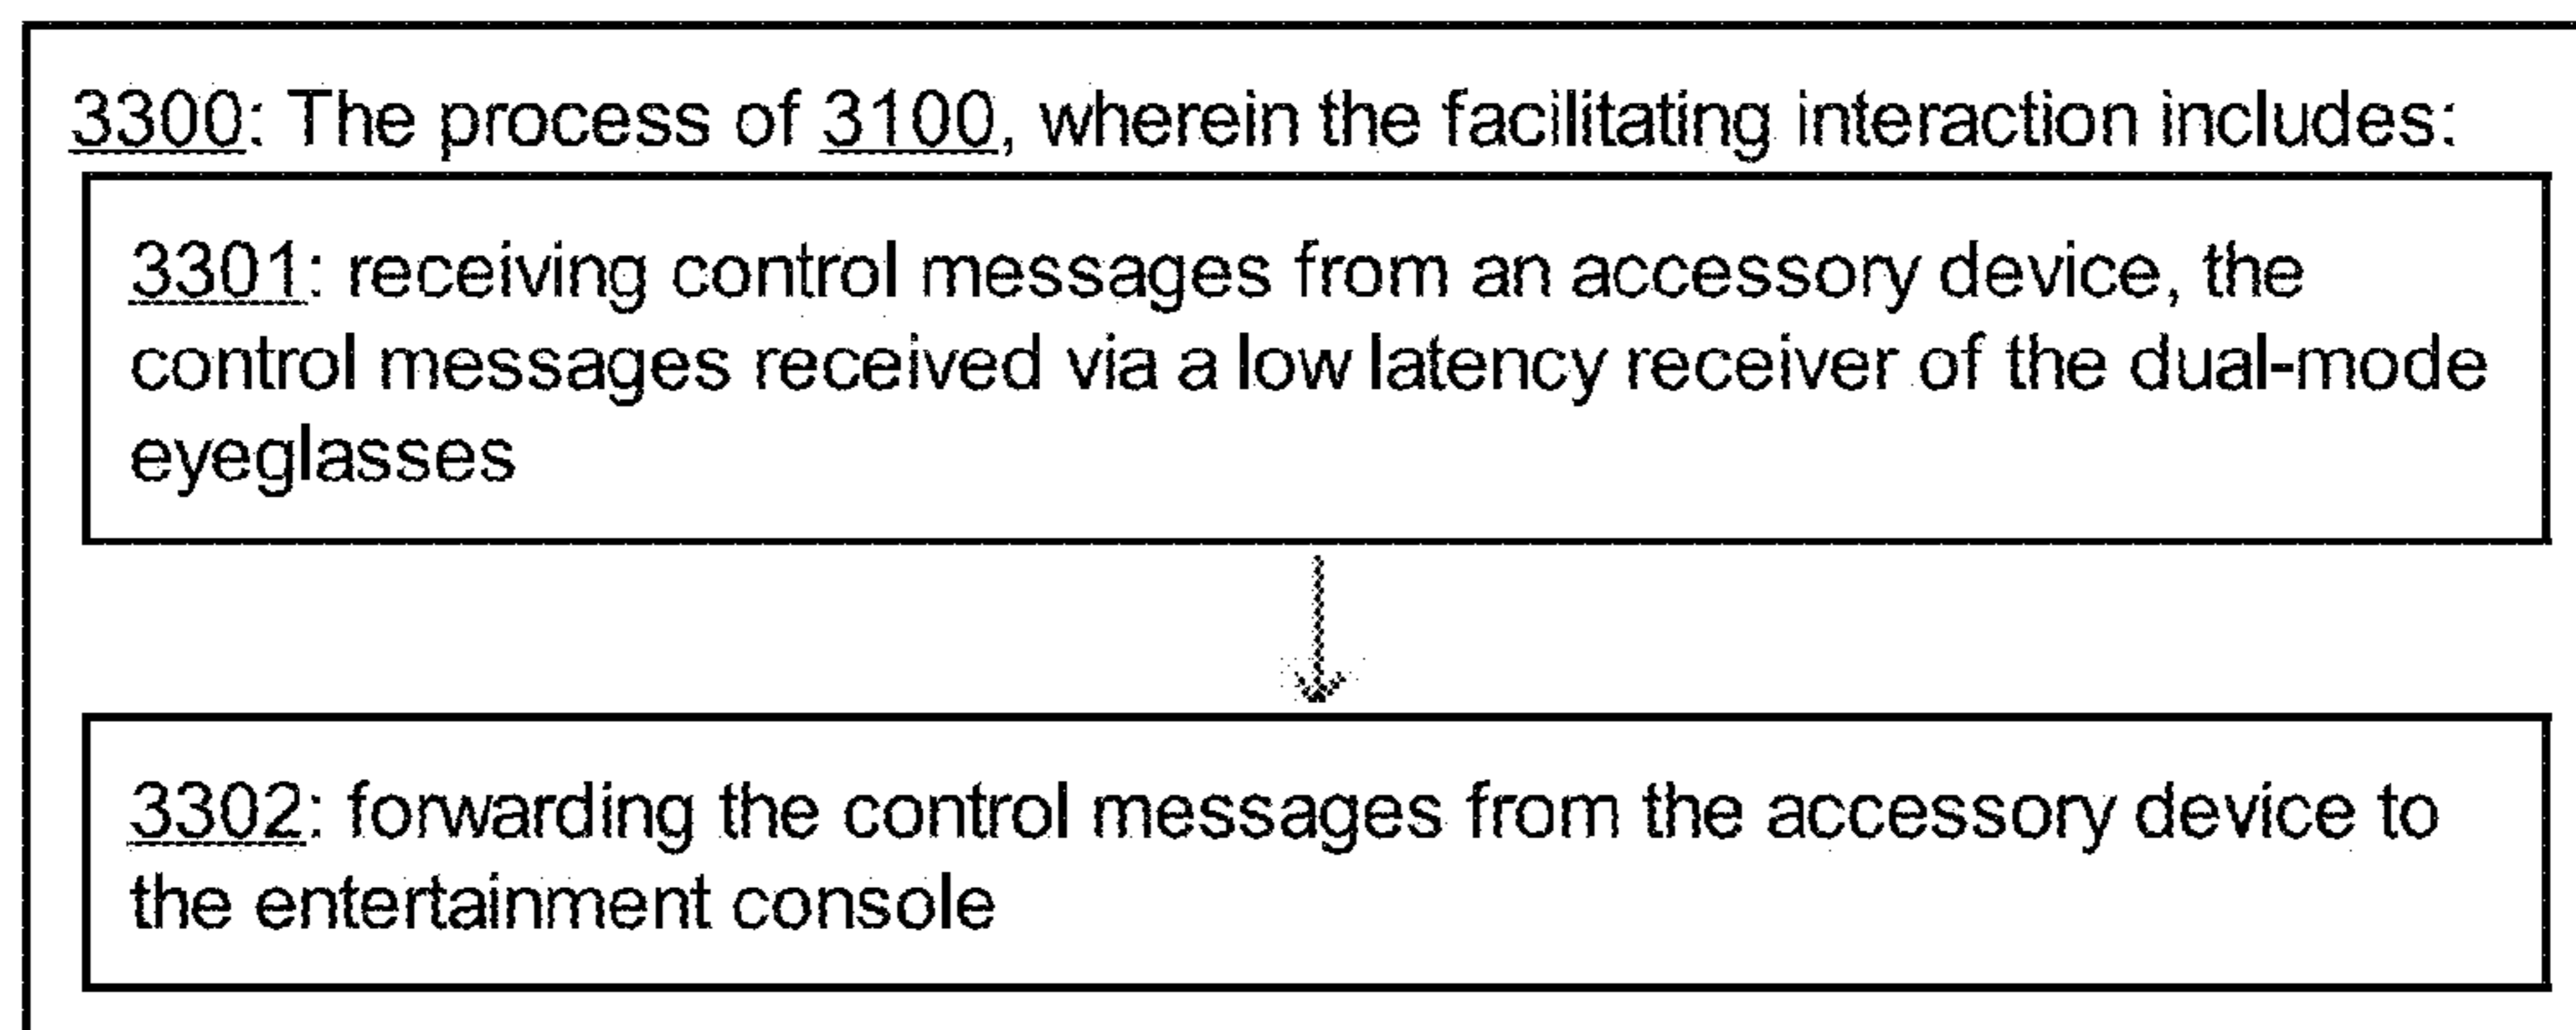 3300: The process of 3100, wherein the facilitating interaction includes:
3301: receiving control messages from an accessory device, the
control messages received via a low latency receiver of the dual-mode
eyeglasses
3302: forwarding the control messages from the accessory device to
the entertainment console